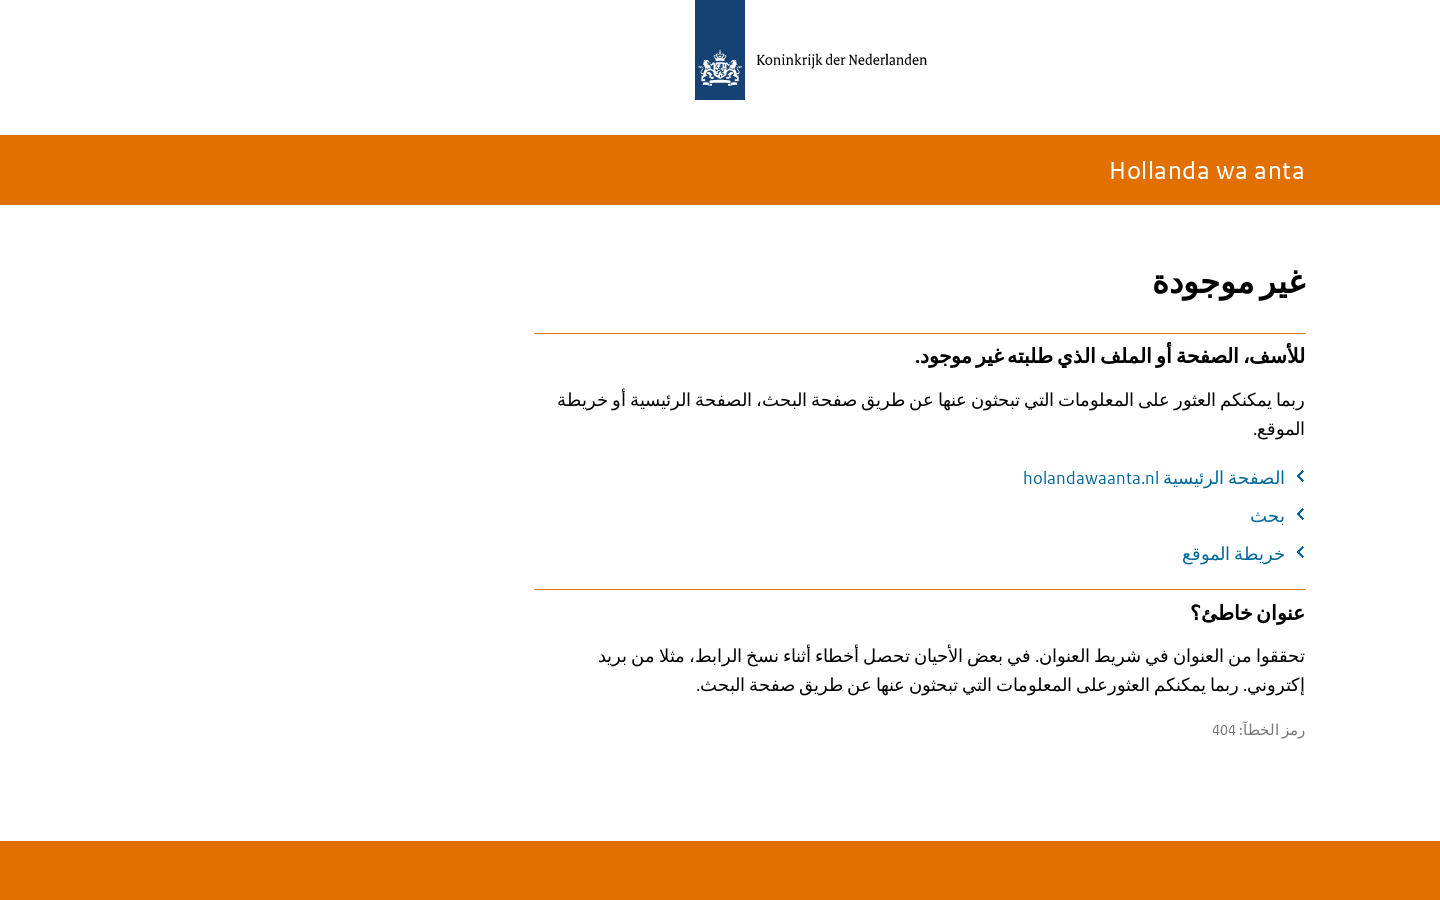 Koninkrijk der Nederlanden
Hollanda wa anta
غير موجودة
للأسف، الصفحة أو الملف الذي طلبته غير موجود.
ربما يمكنكم العثور على المعلومات التي تبحثون عنها عن طريق صفحة البحث، الصفحة الرئيسية أو خريطة
الموقع.
الصفحة الرئيسية holandawaanta.nl
بحث
خريطة الموقع
عنوان خاطئ؟
تحققوا من العنوان في شريط العنوان. في بعض الأحيان تحصل أخطاء أثناء نسخ الرابط، مثلا من بريد
إكتروني. ربما يمكنكم العثورعلى المعلومات التي تبحثون عنها عن طريق صفحة البحث.
رمز الخطآ: 404